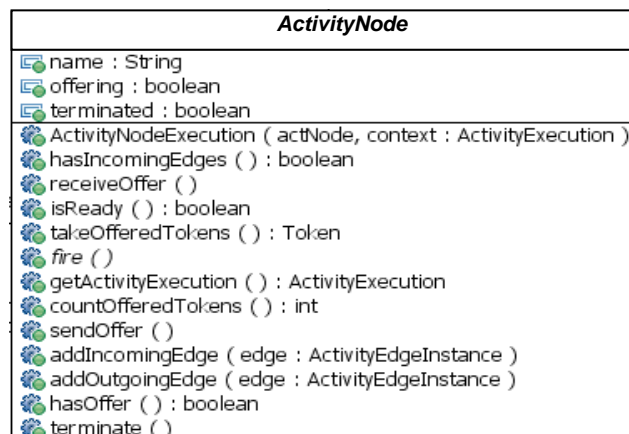 ActivityNode
name : String
offering : boolean
terminated : boolean
ActivityNodeExecution ( actNode, context : ActivityExecution )
hasIncomingEdges ( ) : boolean
receiveOffer ( )
isReady ( ) : boolean
takeOfferedTokens ( ) : Token
fire ( )
getActivityExecution ( ) : ActivityExecution
countOfferedTokens ( ) : int
sendOffer ( )
addIncomingEdge ( edge : ActivityEdgeInstance )
addOutgoingEdge ( edge : ActivityEdgeInstance )
hasOffer ( ) : boolean
terminate ( )